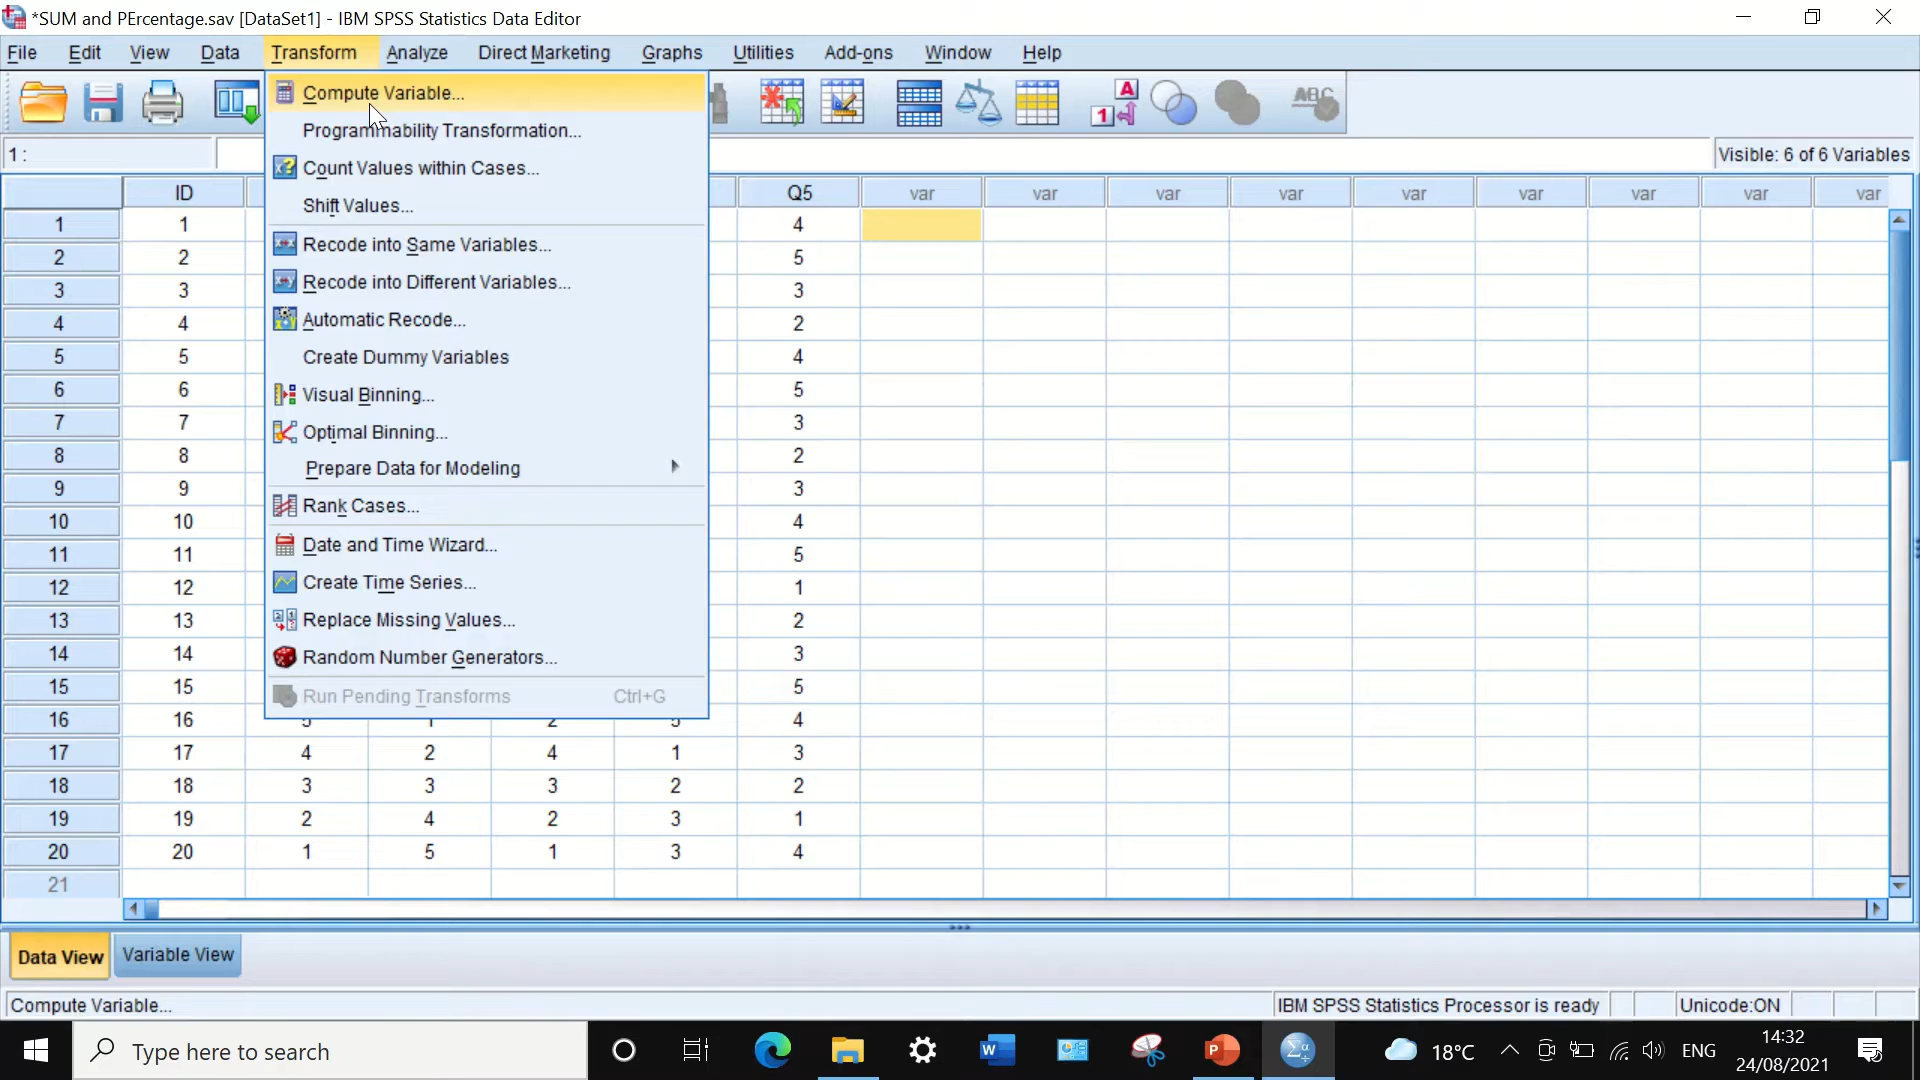 *SUM and PErcentage.sav [DataSet1] - IBM SPSS Statistics Data Editor
File Edit View Data Transform Analyze Direct Marketing Graphs Utilities Add-ons Window Help
Compute Variable...
Programmability Transformation...
Count Values within Cases...
Shift Values...
Recode into Same Variables...
Recode into Different Variables...
Automatic Recode...
Create Dummy Variables
Visual Binning...
Optimal Binning...
Prepare Data for Modeling
Rank Cases...
Date and Time Wizard...
Create Time Series...
Replace Missing Values...
Random Number Generators...
Run Pending Transforms Ctrl+G
1 A
ABC
1 : Visible: 6 of 6 Variables
ID Q5 var var var var var var var var var
1 1 4
2 2 5
3 3 3
4 4 2
5 5 4
6 6 5
7 7 3
8 8 2
9 9 3
10 10 4
11 11 5
12 12 1
13 13 2
14 14 3
15 15 5
16 16 5 1 2 5 4
17 17 4 2 4 1 3
18 18 3 3 3 2 2
19 19 2 4 2 3 1
20 20 1 5 1 3 4
21
Data View Variable View
Compute Variable... IBM SPSS Statistics Processor is ready Unicode:ON
Type here to search
18°C ENG
14:32
24/08/2021